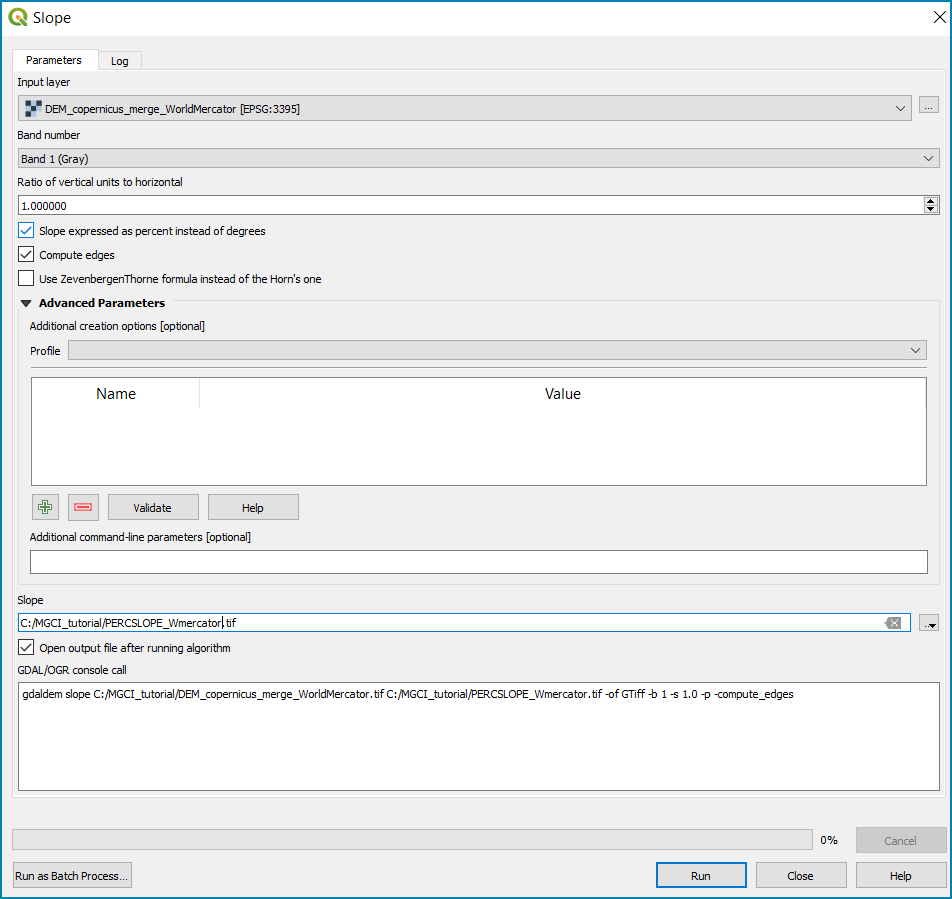 Slope
Parameters
Log
Input layer
DEM_copernicus_merge_WorldMercator [EPSG:3395]
...
Band number
Band 1 (Gray)
Ratio of vertical units to horizontal
1.000000
Slope expressed as percent instead of degrees
Compute edges
Use ZevenbergenThorne formula instead of the Horn's one
Advanced Parameters
Additional creation options [optional]
Profile
Name Value
Validate Help
Additional command-line parameters [optional]
Slope
C:/MGCI_tutorial/PERCSLOPE_Wmercator.tif
Open output file after running algorithm
GDAL/OGR console call
gdaldem slope C:/MGCI_tutorial/DEM_copernicus_merge_WorldMercator.tif C:/MGCI_tutorial/PERCSLOPE_Wmercator.tif -of GTiff -b 1 -s 1.0 -p -compute_edges
0% Cancel
Run as Batch Process... Run Close Help